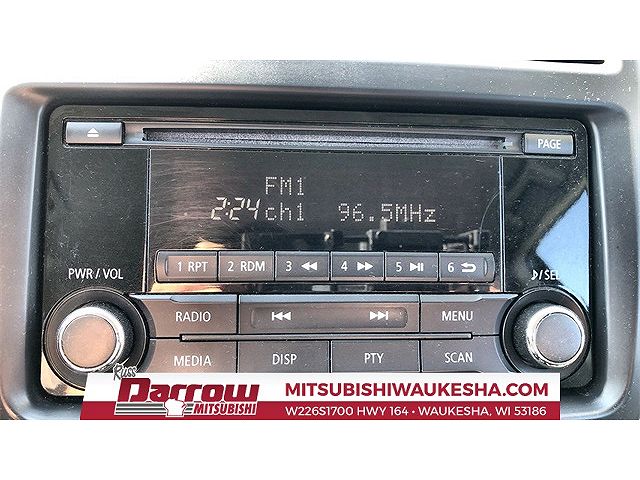 PAGE
FM1
2:24 ch1 96.5MHz
PWR / VOL
1 RPT 2 RDM 3 4 5 6
♪/SEL
RADIO MENU
MEDIA DISP PTY SCAN
Russ
Darrow
MITSUBISHI
MITSUBISHIWAUKESHA.COM
W226S1700 HWY 164 • WAUKESHA, WI 53186